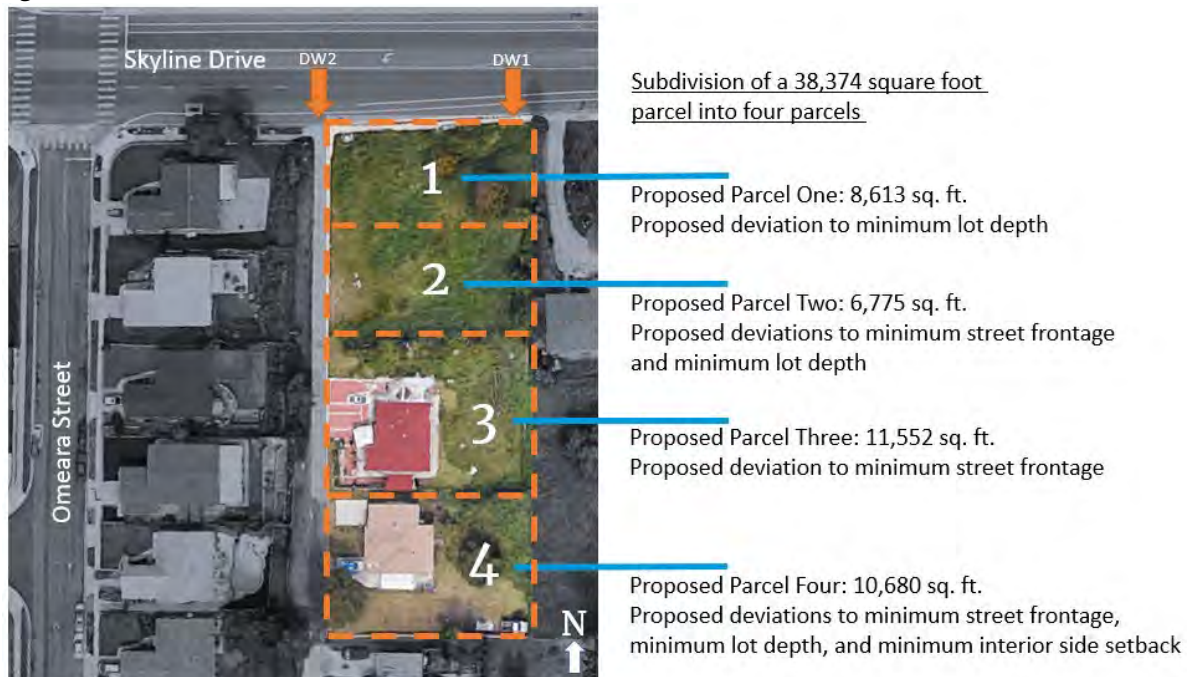 Skyline Drive
DW2
DW1
Omeara Street
1
2
3
4
N
Subdivision of a 38,374 square foot
parcel into four parcels
Proposed Parcel One: 8,613 sq. ft.
Proposed deviation to minimum lot depth
Proposed Parcel Two: 6,775 sq. ft.
Proposed deviations to minimum street frontage
and minimum lot depth
Proposed Parcel Three: 11,552 sq. ft.
Proposed deviation to minimum street frontage
Proposed Parcel Four: 10,680 sq. ft.
Proposed deviations to minimum street frontage,
minimum lot depth, and minimum interior side setback